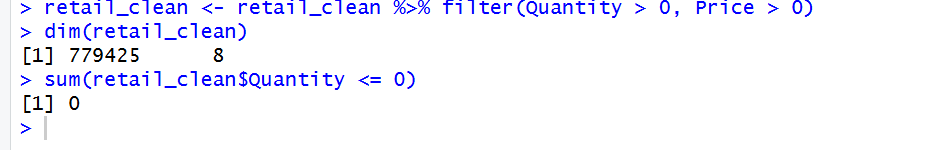 > retail_clean <- retail_clean %>% filter(Quantity > 0, Price > 0)
> dim(retail_clean)
[1] 779425      8
> sum(retail_clean$Quantity <= 0)
[1] 0
>